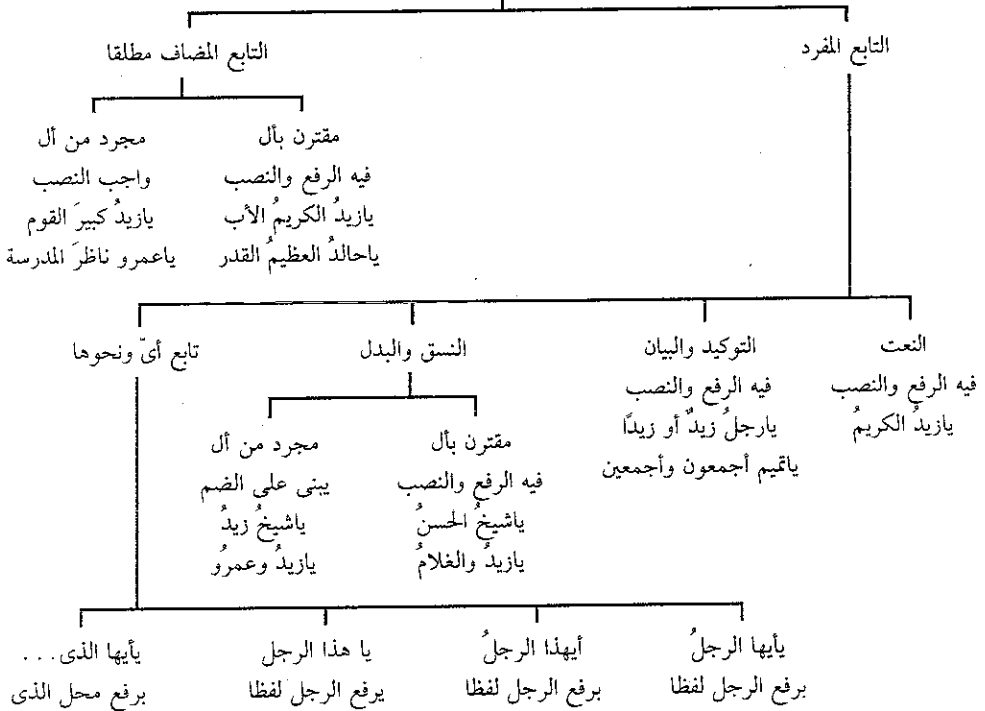 التابع المفرد
التابع المضاف مطلقا
مقترن بأل
فيه الرفع والنصب
يازيدُ الكريمُ الأب
ياحالدُ العظيمُ القدر
مجرد من أل
واجب النصب
يازيدُ كبيرَ القوم
ياعمرو ناظرَ المدرسة
النعت
فيه الرفع والنصب
يازيدُ الكريمُ
التوكيد والبيان
فيه الرفع والنصب
يارجلُ زيدٌ أو زيدًا
ياتميم أجمعون وأجمعين
النسق والبدل
مقترن بأل
فيه الرفع والنصب
ياشيخُ الحسنُ
يازيدُ والغلامُ
مجرد من أل
يبنى على الضم
ياشيخُ زيدُ
يازيدُ وعمرُو
تابع أىّ ونحوها
يأيها الرجلُ
برفع الرجل لفظا
أيهذا الرجلُ
برفع الرجل لفظا
يا هذا الرجل
يرفع الرجل لفظا
يأيها الذى...
برفع محل الذى